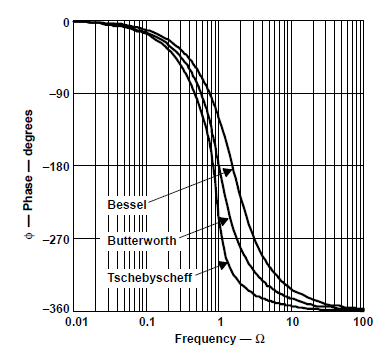 0
–90
–180
–270
–360
ϕ — Phase — degrees
Bessel
Butterworth
Tschebyscheff
0.01 0.1 1 10 100
Frequency — Ω